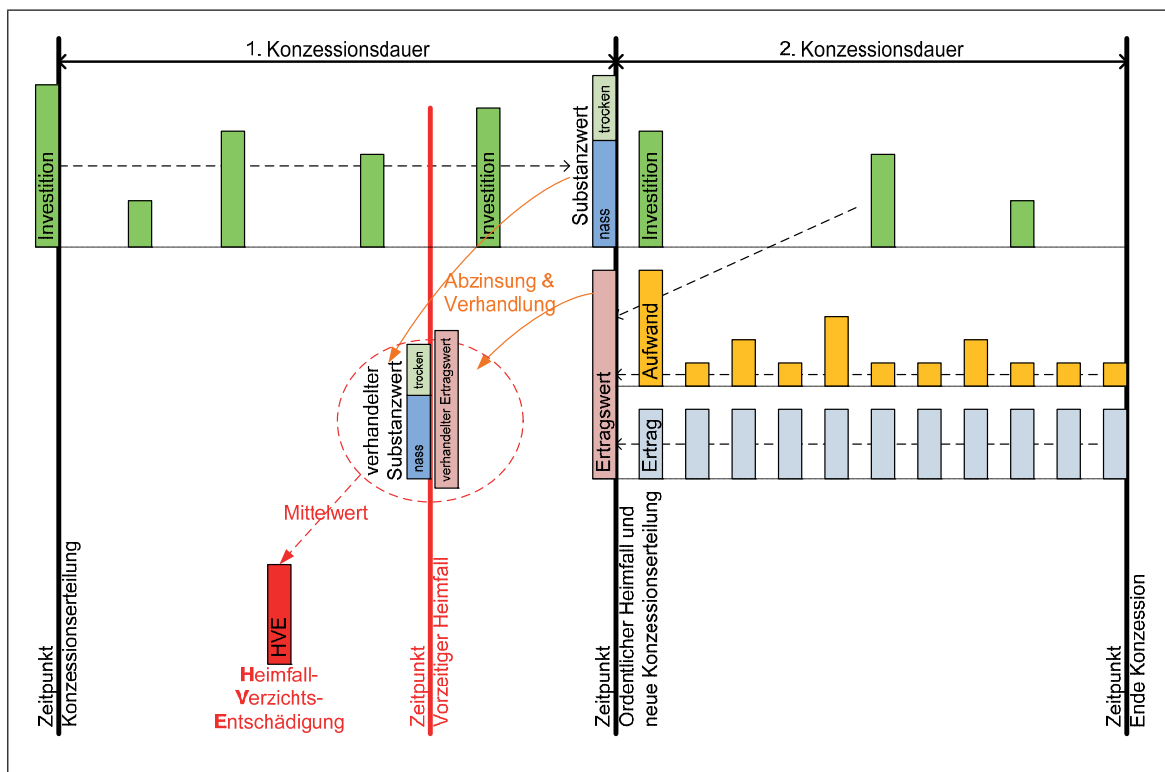 1. Konzessionsdauer
2. Konzessionsdauer
Investition
Investition
Substanzwert
trocken
nass
Investition
Abzinsung &
Verhandlung
Ertragswert
Aufwand
Ertrag
verhandelter
Substanzwert
trocken
nass
verhandelter Ertragswert
Mittelwert
HVE
Heimfall-
Verzichts-
Entschädigung
Zeitpunkt
Konzessionserteilung
Zeitpunkt
Vorzeitiger Heimfall
Zeitpunkt
Ordentlicher Heimfall und
neue Konzessionserteilung
Zeitpunkt
Ende Konzession